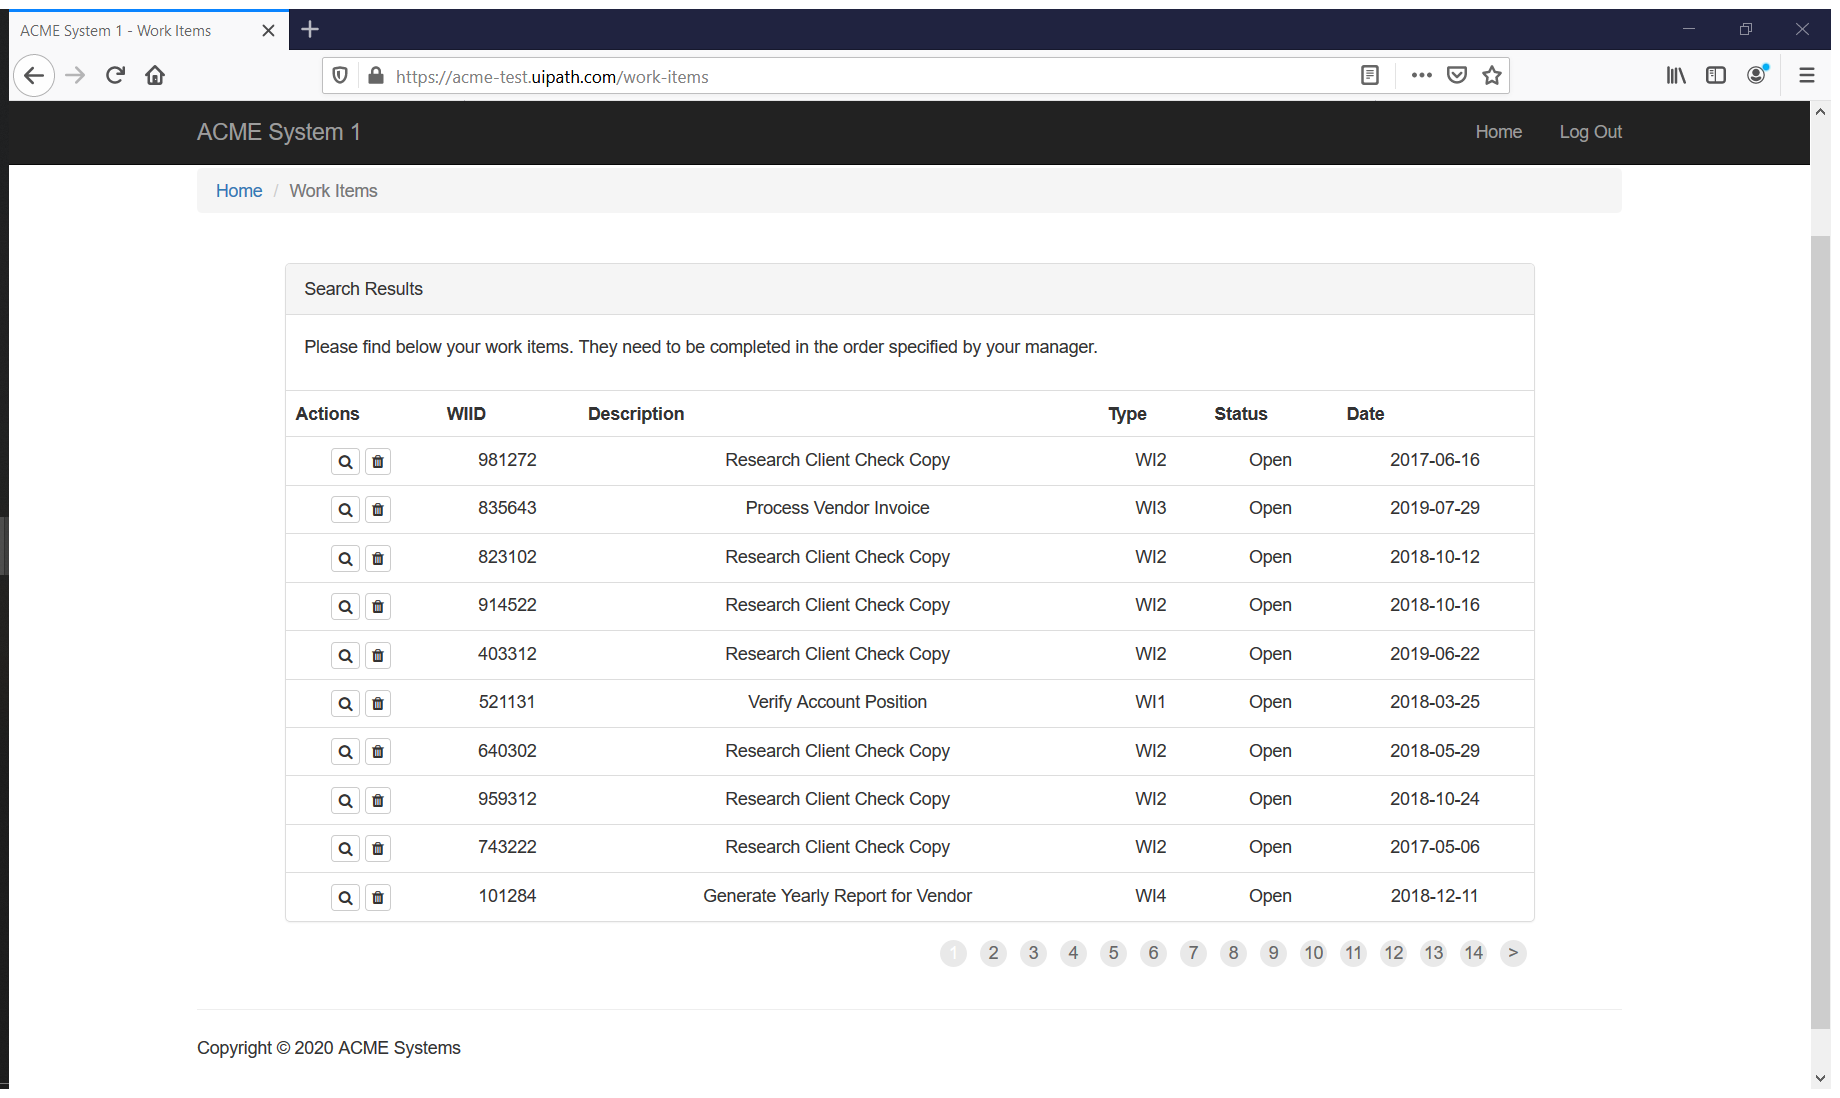 ACME System 1 - Work Items
https://acme-test.uipath.com/work-items
ACME System 1 Home Log Out
Home / Work Items
Search Results
Please find below your work items. They need to be completed in the order specified by your manager.
Actions WIID Description Type Status Date
981272 Research Client Check Copy WI2 Open 2017-06-16
835643 Process Vendor Invoice WI3 Open 2019-07-29
823102 Research Client Check Copy WI2 Open 2018-10-12
914522 Research Client Check Copy WI2 Open 2018-10-16
403312 Research Client Check Copy WI2 Open 2019-06-22
521131 Verify Account Position WI1 Open 2018-03-25
640302 Research Client Check Copy WI2 Open 2018-05-29
959312 Research Client Check Copy WI2 Open 2018-10-24
743222 Research Client Check Copy WI2 Open 2017-05-06
101284 Generate Yearly Report for Vendor WI4 Open 2018-12-11
1 2 3 4 5 6 7 8 9 10 11 12 13 14 >
Copyright © 2020 ACME Systems